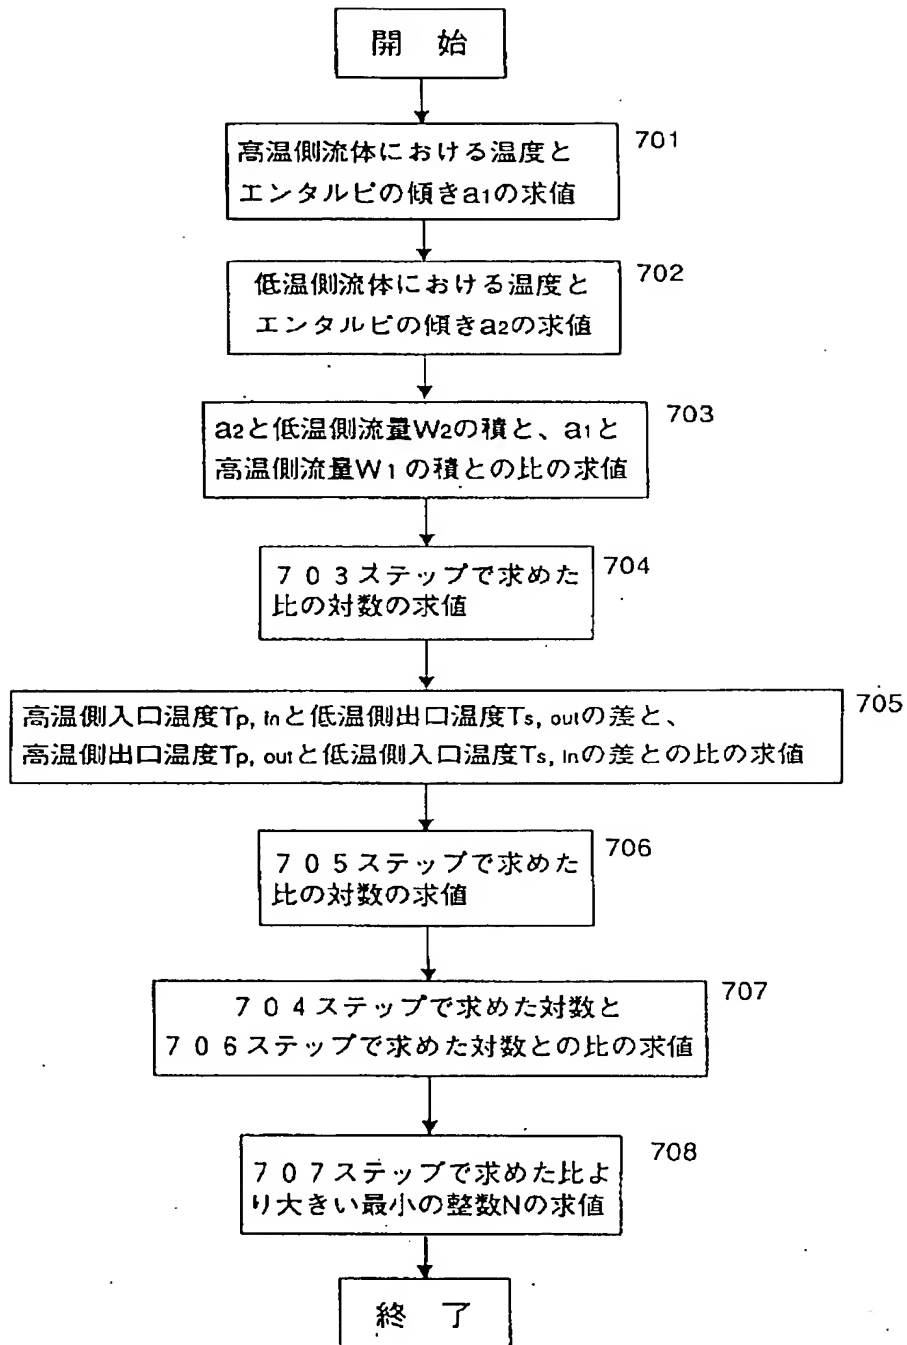 開 始
701
高温側流体における温度と
エンタルピの傾きa1の求値
702
低温側流体における温度と
エンタルピの傾きa2の求値
703
a2と低温側流量W2の積と、a1と
高温側流量W1の積との比の求値
704
703ステップで求めた
比の対数の求値
705
高温側入口温度Tp, inと低温側出口温度Ts, outの差と、
高温側出口温度Tp, outと低温側入口温度Ts, inの差との比の求値
706
705ステップで求めた
比の対数の求値
707
704ステップで求めた対数と
706ステップで求めた対数との比の求値
708
707ステップで求めた比よ
り大きい最小の整数Nの求値
終 了